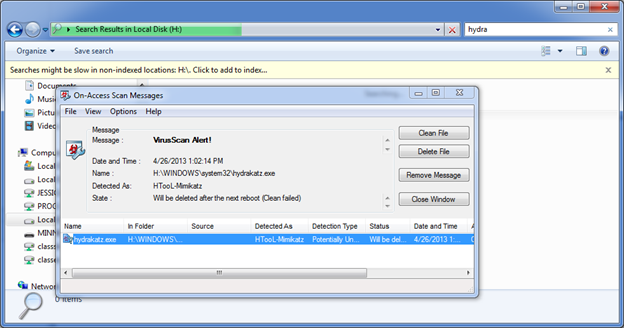 Search Results in Local Disk (H:)
hydra
Organize
Save search
Searches might be slow in non-indexed locations: H:\. Click to add to index...
Documents
Music
Pictur
Video
Compu
Local
Local
JESSI
PROG
Local
MINN
classe
classe
Netwo
0 items
On-Access Scan Messages
File View Options Help
Message
Message : VirusScan Alert!
Date and Time : 4/26/2013 1:02:14 PM
Name : H:\WINDOWS\system32\hydrakatz.exe
Detected As: HTooL-Mimikatz
State : Will be deleted after the next reboot (Clean failed)
Clean File
Delete File
Remove Message
Close Window
Name In Folder Source Detected As Detection Type Status Date and Time A
hydrakatz.exe H:\WINDOWS\... HTooL-Mimikatz Potentially Un... Will be del... 4/26/2013 1:...